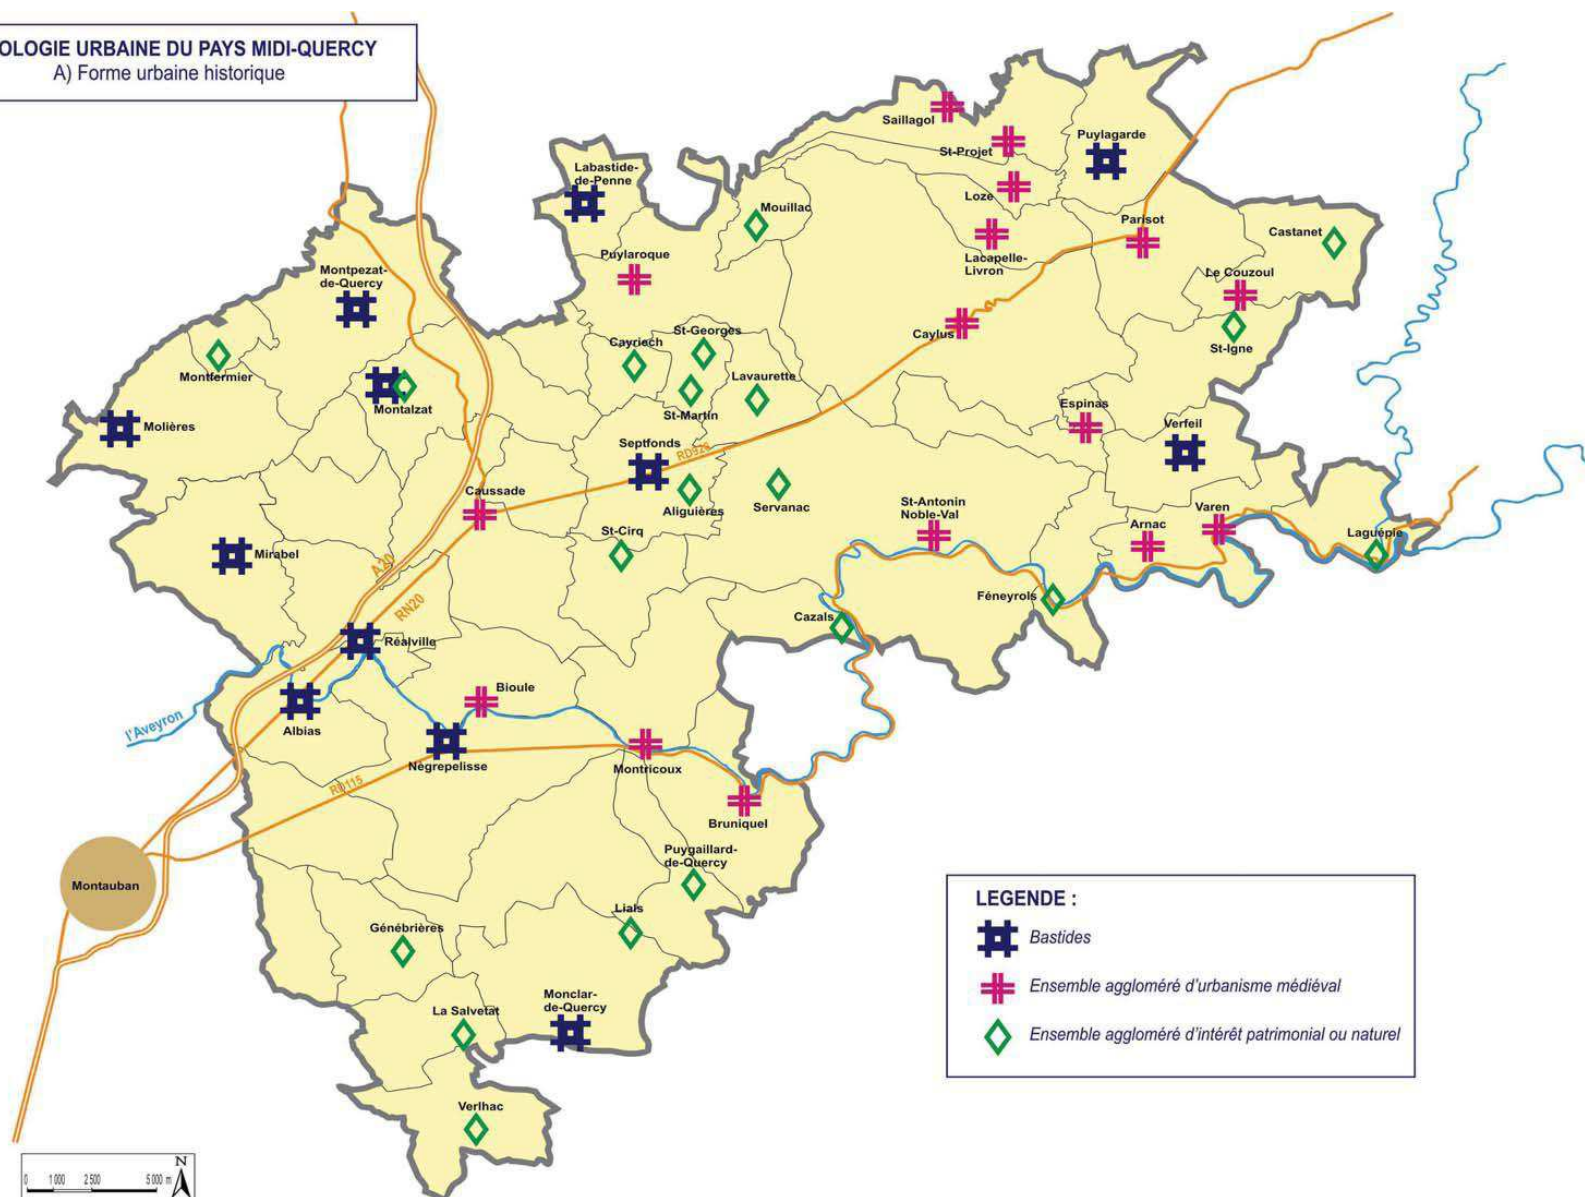 OLOGIE URBAINE DU PAYS MIDI-QUERCY
A) Forme urbaine historique
Saillagol
St-Projet
Puylagarde
Labastide-
de-Penne
Loze
Mouillac
Parisot
Castanet
Puylaroque
Lacapelle-
Livron
Le Couzoul
Montpezat-
de-Quercy
St-Georges
Caylus
Cayriech
St-Igne
Montfermier
Lavaurette
Montalzat
St-Martin
Espinas
Molières
Verfeil
Septfonds
RD926
Caussade
Aliguières
Servanac
St-Antonin
Noble-Val
Varen
Arnac
St-Cirq
Laguépie
Mirabel
A20
RN20
Féneyrols
Cazals
Réalville
Bioule
l'Aveyron
Albias
Négrepelisse
Montricoux
RD115
Bruniquel
Puygaillard-
de-Quercy
Montauban
LEGENDE :
Bastides
Ensemble aggloméré d'urbanisme médiéval
Ensemble aggloméré d'intérêt patrimonial ou naturel
Lials
Génébrières
Monclar-
de-Quercy
La Salvetat
Verlhac
N
0 1 000 2 500 5 000 m